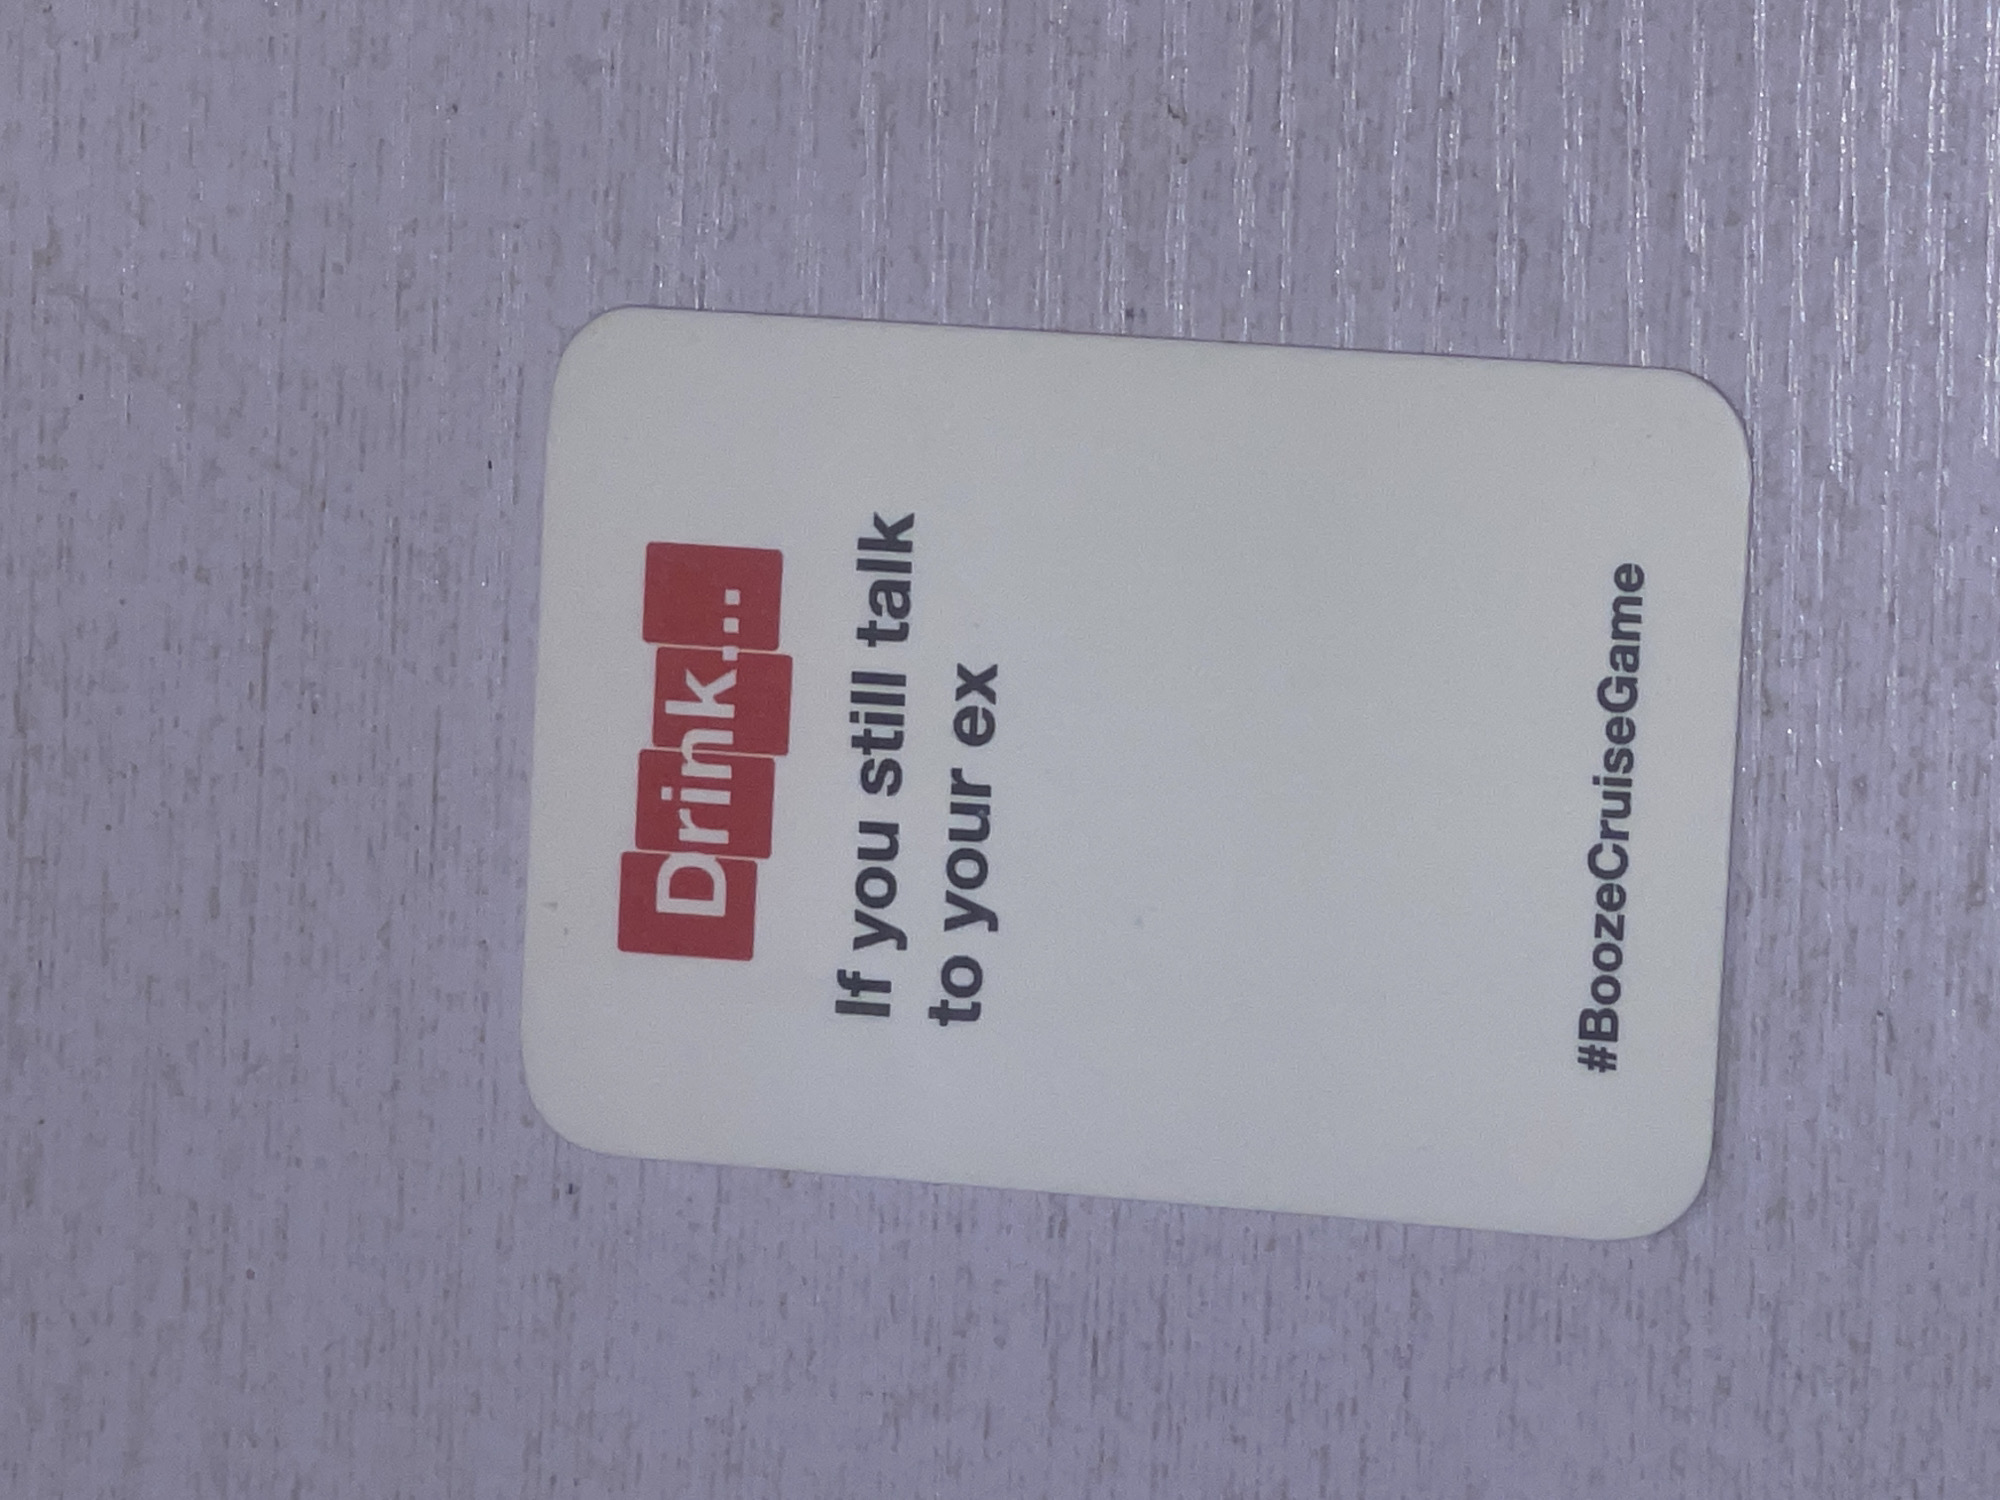 Drink...
If you still talk
to your ex
#BoozeCruiseGame